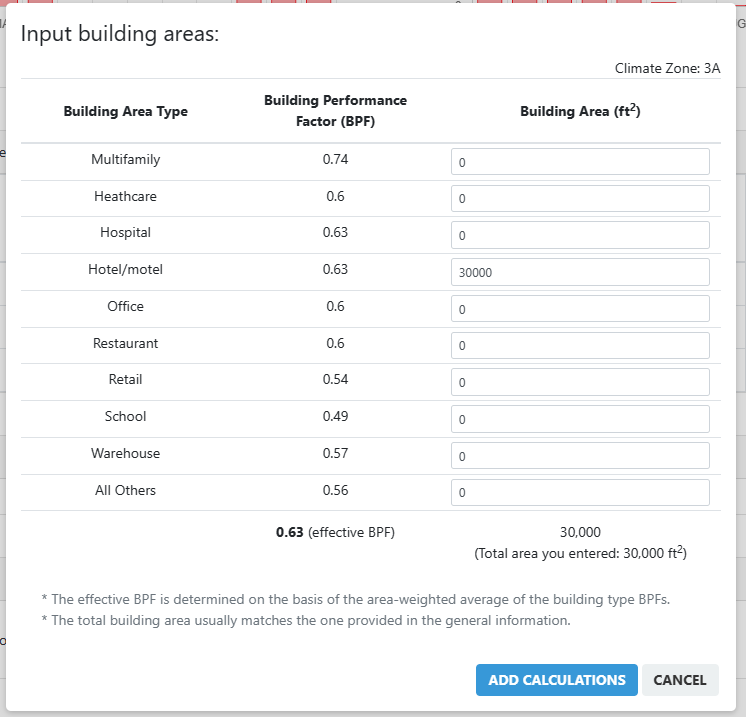 Input building areas:
Climate Zone: 3A
Building Area Type
Building Performance
Factor (BPF)
Building Area (ft²)
Multifamily 0.74 0
Heathcare 0.6 0
Hospital 0.63 0
Hotel/motel 0.63 30000
Office 0.6 0
Restaurant 0.6 0
Retail 0.54 0
School 0.49 0
Warehouse 0.57 0
All Others 0.56 0
0.63 (effective BPF) 30,000
(Total area you entered: 30,000 ft²)
* The effective BPF is determined on the basis of the area-weighted average of the building type BPFs.
* The total building area usually matches the one provided in the general information.
ADD CALCULATIONS CANCEL